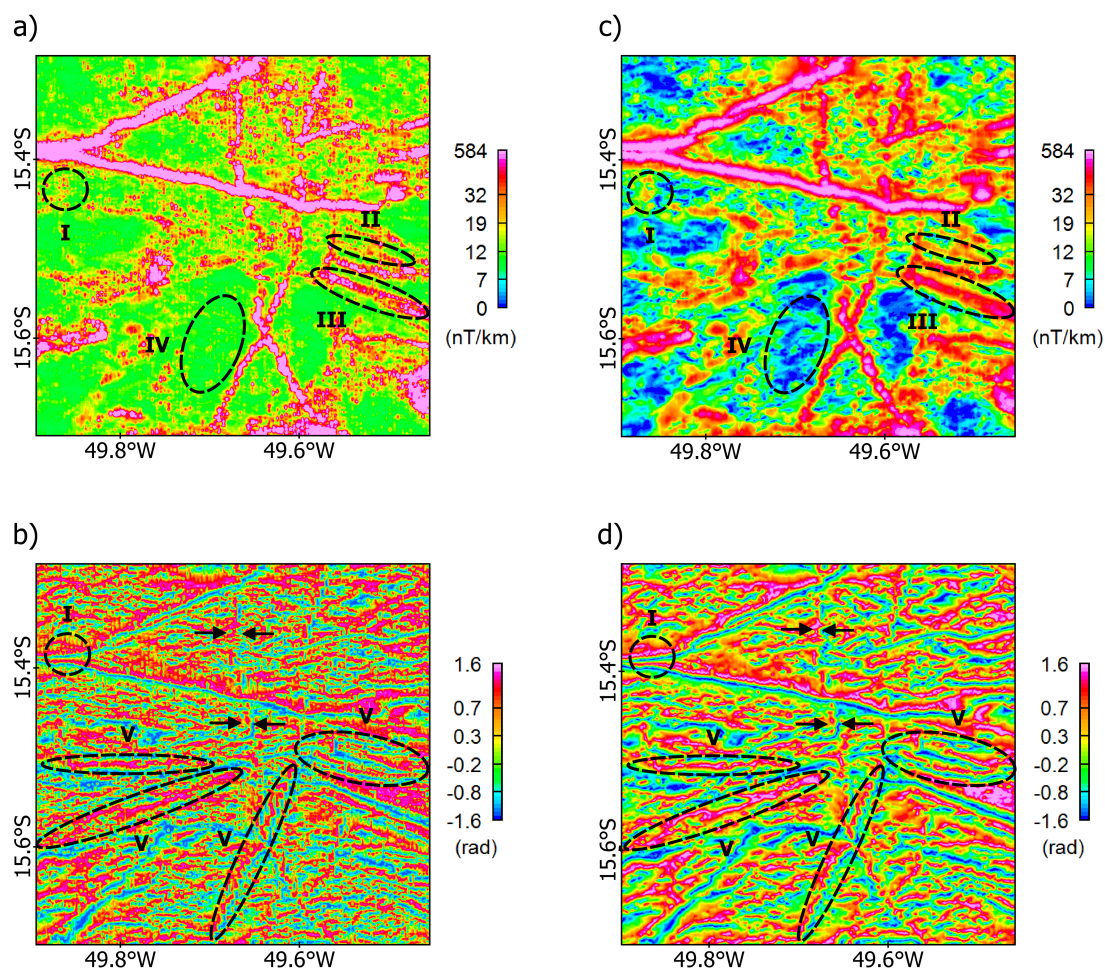 a)
15.4°S
15.6°S
I
II
III
IV
49.8°W
49.6°W
584
32
19
12
7
0
(nT/km)
c)
15.4°S
15.6°S
I
II
III
IV
49.8°W
49.6°W
584
32
19
12
7
0
(nT/km)
b)
15.4°S
15.6°S
I
V
V
V
V
49.8°W
49.6°W
1.6
0.7
0.3
-0.2
-0.8
-1.6
(rad)
d)
15.4°S
15.6°S
I
V
V
V
V
49.8°W
49.6°W
1.6
0.7
0.3
-0.2
-0.8
-1.6
(rad)